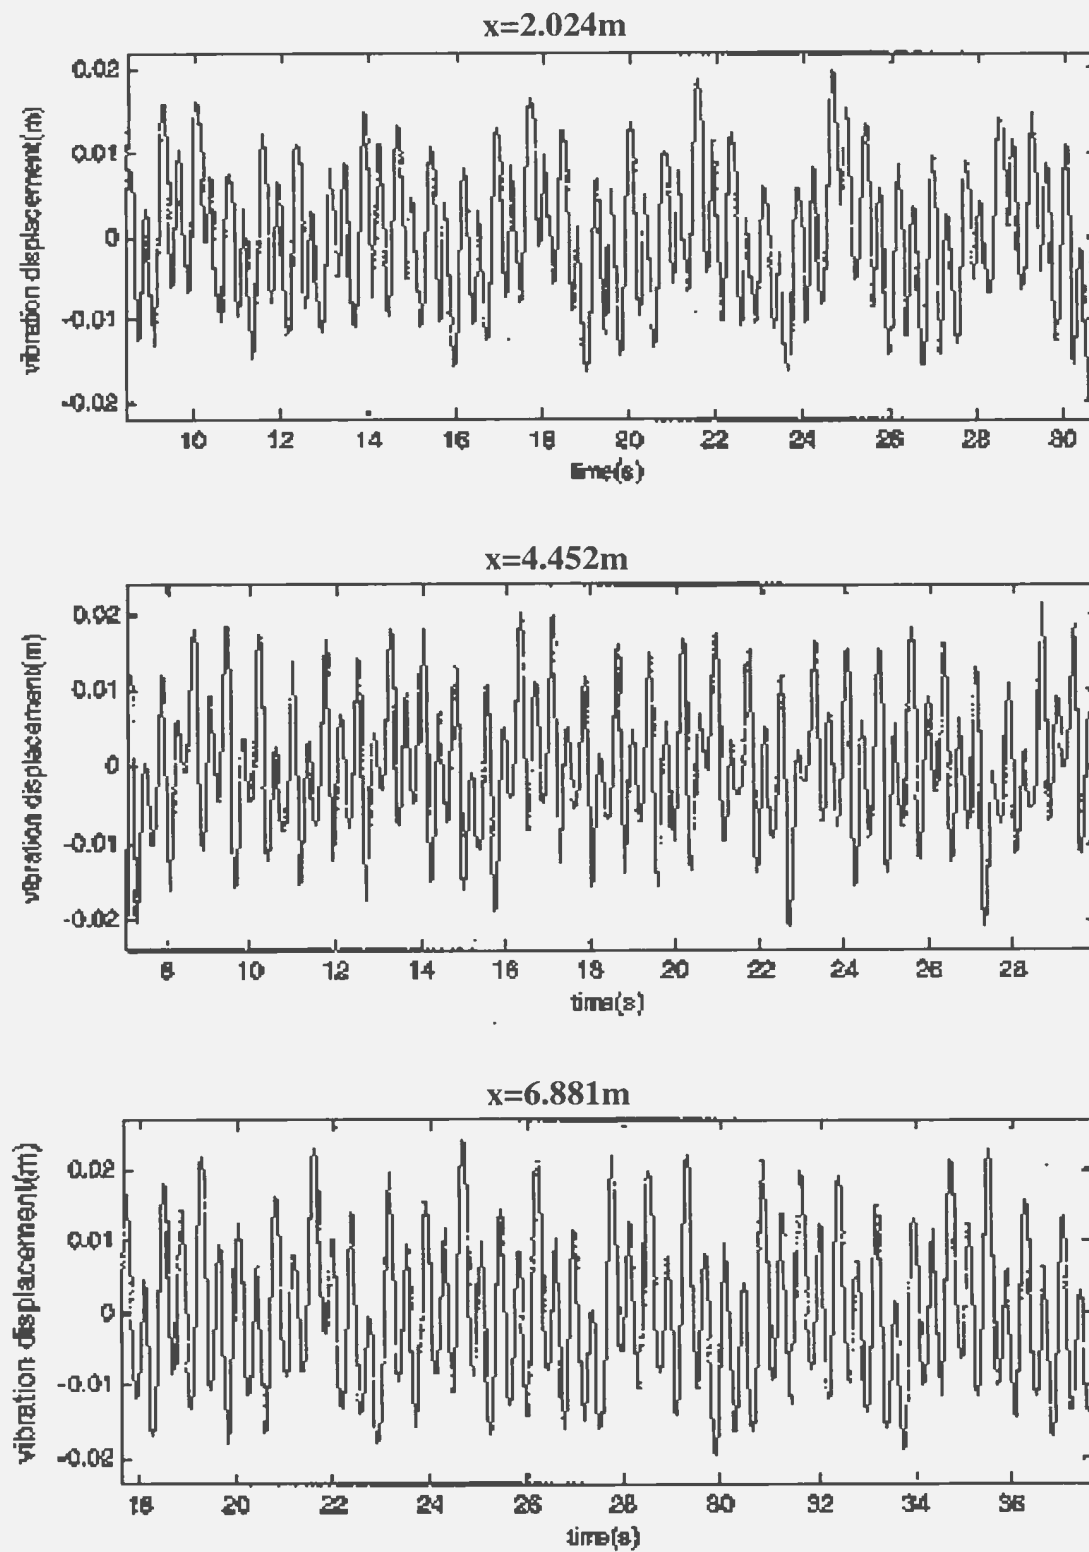 x=2.024m
0.02
0.01
0
-0.01
-0.02
vibration displacement(m)
10 12 14 16 18 20 22 24 26 28 30
time(s)
x=4.452m
0.02
0.01
0
-0.01
-0.02
vibration displacement(m)
8 10 12 14 16 18 20 22 24 26 28
time(s)
x=6.881m
0.02
0.01
0
-0.01
-0.02
vibration displacement(m)
18 20 22 24 26 28 30 32 34 36
time(s)